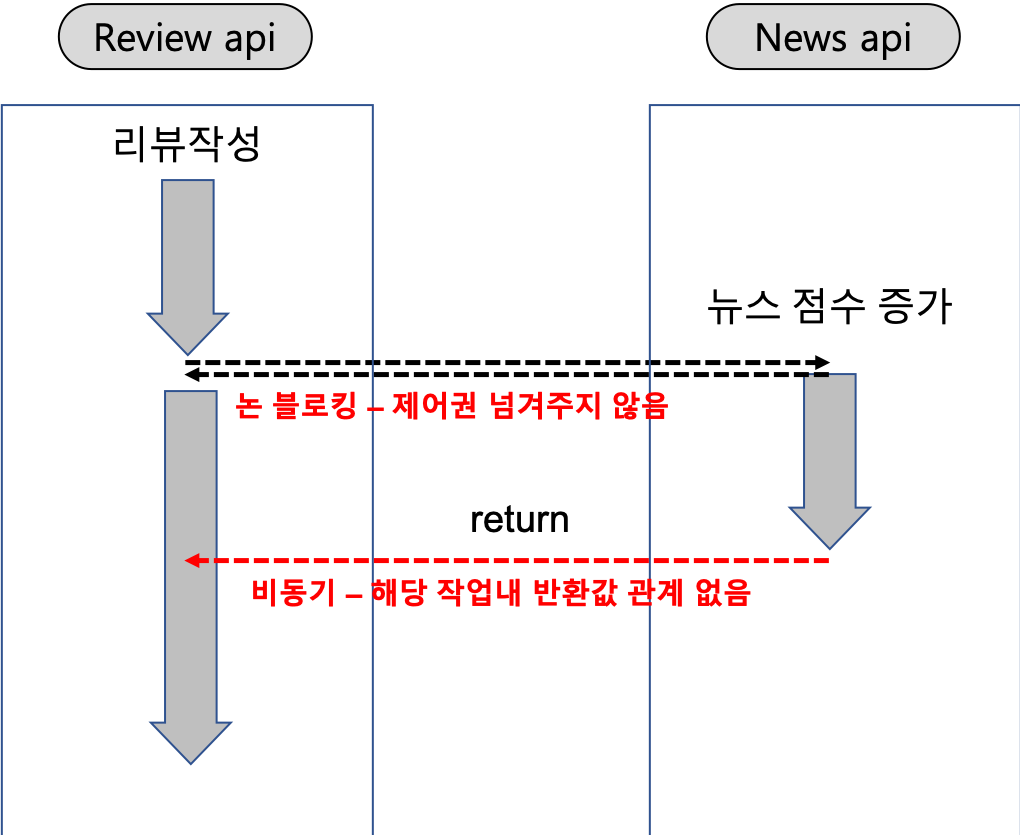 Review api
News api
리뷰작성
뉴스 점수 증가
논 블로킹 – 제어권 넘겨주지 않음
return
비동기 – 해당 작업내 반환값 관계 없음